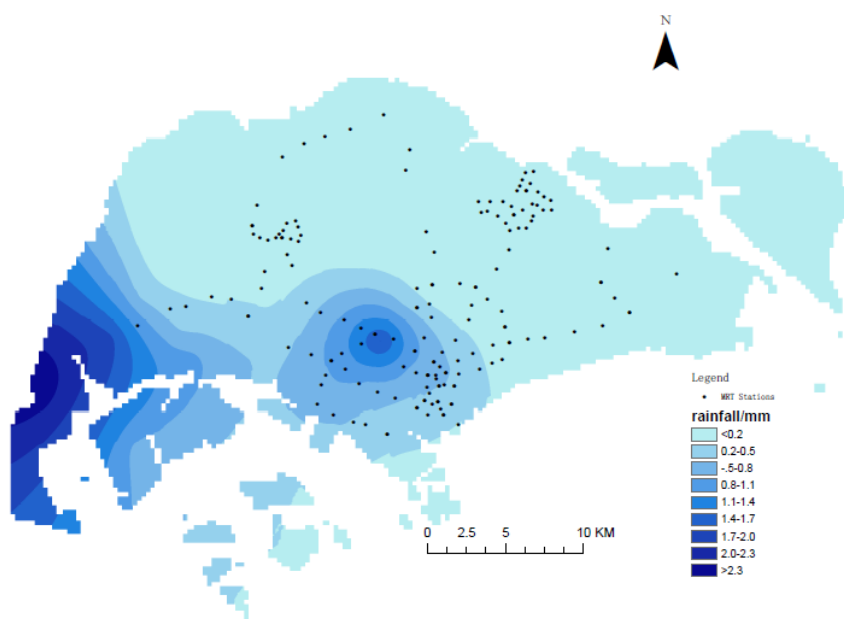 N
Legend
MRT Stations
rainfall/mm
<0.2
0.2-0.5
-.5-0.8
0.8-1.1
1.1-1.4
1.4-1.7
1.7-2.0
2.0-2.3
>2.3
0 2.5 5 10 KM